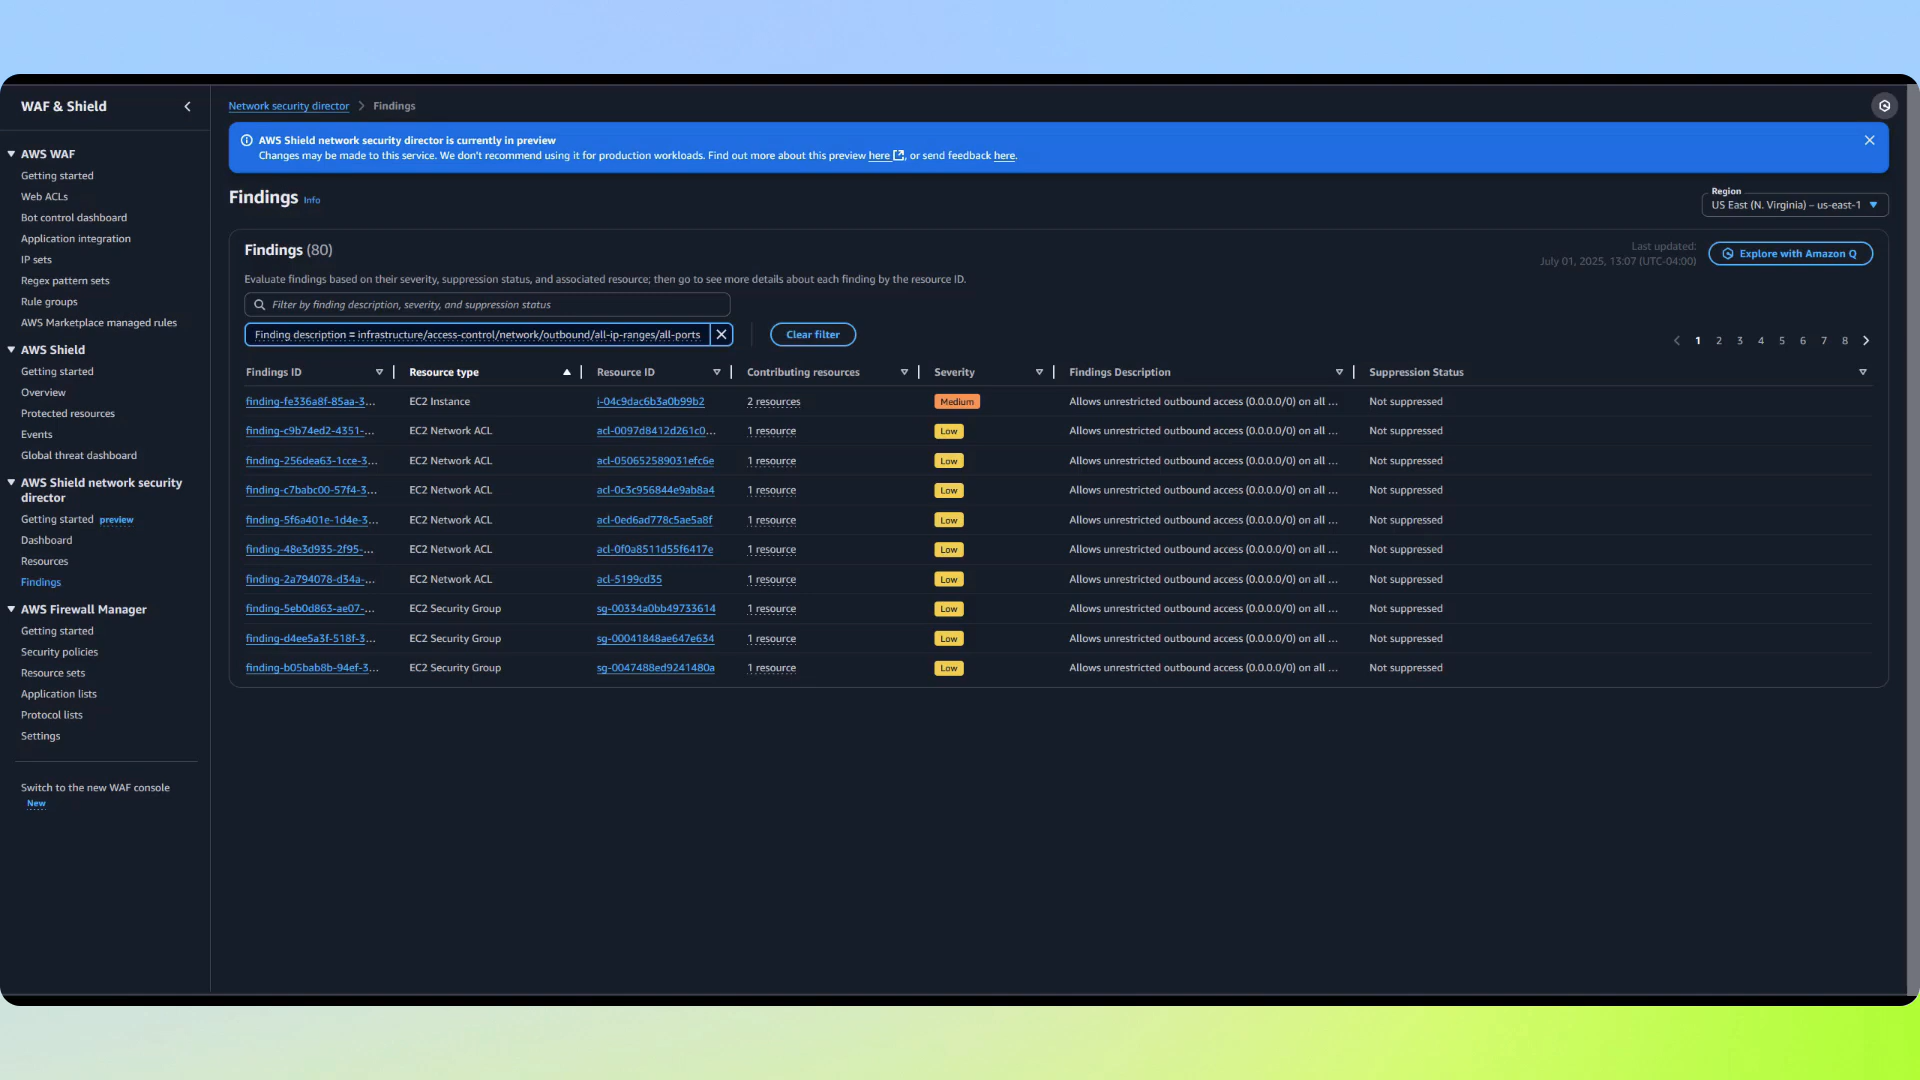 WAF & Shield
AWS WAF
Getting started
Web ACLs
Bot control dashboard
Application integration
IP sets
Regex pattern sets
Rule groups
AWS Marketplace managed rules
AWS Shield
Getting started
Overview
Protected resources
Events
Global threat dashboard
AWS Shield network security
director
Getting started preview
Dashboard
Resources
Findings
AWS Firewall Manager
Getting started
Security policies
Resource sets
Application lists
Protocol lists
Settings
Switch to the new WAF console
New
Network security director > Findings
AWS Shield network security director is currently in preview
Changes may be made to this service. We don't recommend using it for production workloads. Find out more about this preview here, or send feedback here.
Findings Info
Region
US East (N. Virginia) – us-east-1
Findings (80)
Last updated:
July 01, 2025, 13:07 (UTC-04:00)
Explore with Amazon Q
Evaluate findings based on their severity, suppression status, and associated resource; then go to see more details about each finding by the resource ID.
Filter by finding description, severity, and suppression status
Finding description = infrastructure/access-control/network/outbound/all-ip-ranges/all-ports
Clear filter
1 2 3 4 5 6 7 8
Findings ID Resource type Resource ID Contributing resources Severity Findings Description Suppression Status
finding-fe336a8f-85aa-3... EC2 Instance i-04c9dac6b3a0b99b2 2 resources Medium Allows unrestricted outbound access (0.0.0.0/0) on all ... Not suppressed
finding-c9b74ed2-4351-... EC2 Network ACL acl-0097d8412d261c0... 1 resource Low Allows unrestricted outbound access (0.0.0.0/0) on all ... Not suppressed
finding-256dea63-1cce-3... EC2 Network ACL acl-050652589031efc6e 1 resource Low Allows unrestricted outbound access (0.0.0.0/0) on all ... Not suppressed
finding-c7babc00-57f4-3... EC2 Network ACL acl-0c3c956844e9ab8a4 1 resource Low Allows unrestricted outbound access (0.0.0.0/0) on all ... Not suppressed
finding-5f6a401e-1d4e-3... EC2 Network ACL acl-0ed6ad778c5ae5a8f 1 resource Low Allows unrestricted outbound access (0.0.0.0/0) on all ... Not suppressed
finding-48e3d935-2f95-... EC2 Network ACL acl-0f0a8511d55f6417e 1 resource Low Allows unrestricted outbound access (0.0.0.0/0) on all ... Not suppressed
finding-2a794078-d34a-... EC2 Network ACL acl-5199cd35 1 resource Low Allows unrestricted outbound access (0.0.0.0/0) on all ... Not suppressed
finding-5eb0d863-ae07-... EC2 Security Group sg-00334a0bb49733614 1 resource Low Allows unrestricted outbound access (0.0.0.0/0) on all ... Not suppressed
finding-d4ee5a3f-518f-3... EC2 Security Group sg-00041848ae647e634 1 resource Low Allows unrestricted outbound access (0.0.0.0/0) on all ... Not suppressed
finding-b05bab8b-94ef-3... EC2 Security Group sg-0047488ed9241480a 1 resource Low Allows unrestricted outbound access (0.0.0.0/0) on all ... Not suppressed